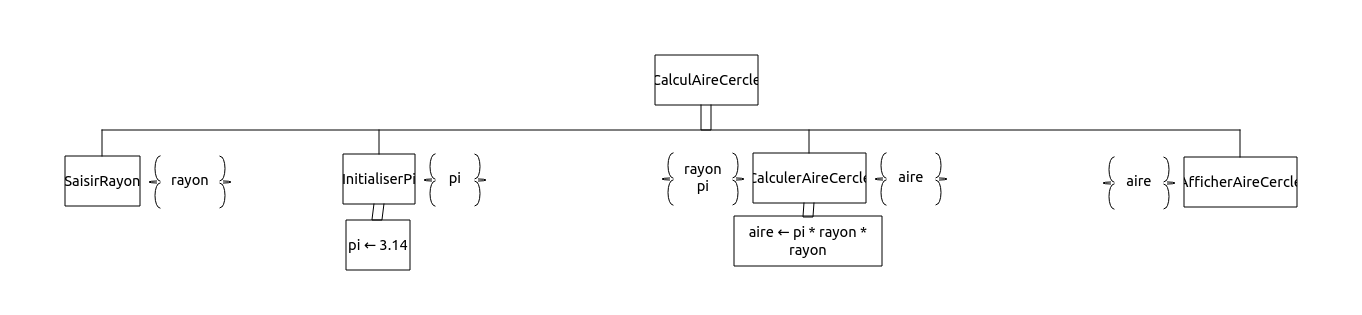 CalculAireCercle
SaisirRayon
rayon
InitialiserPi
pi
rayon
pi
CalculerAireCercle
aire
aire
AfficherAireCercle
pi ← 3.14
aire ← pi * rayon *
rayon